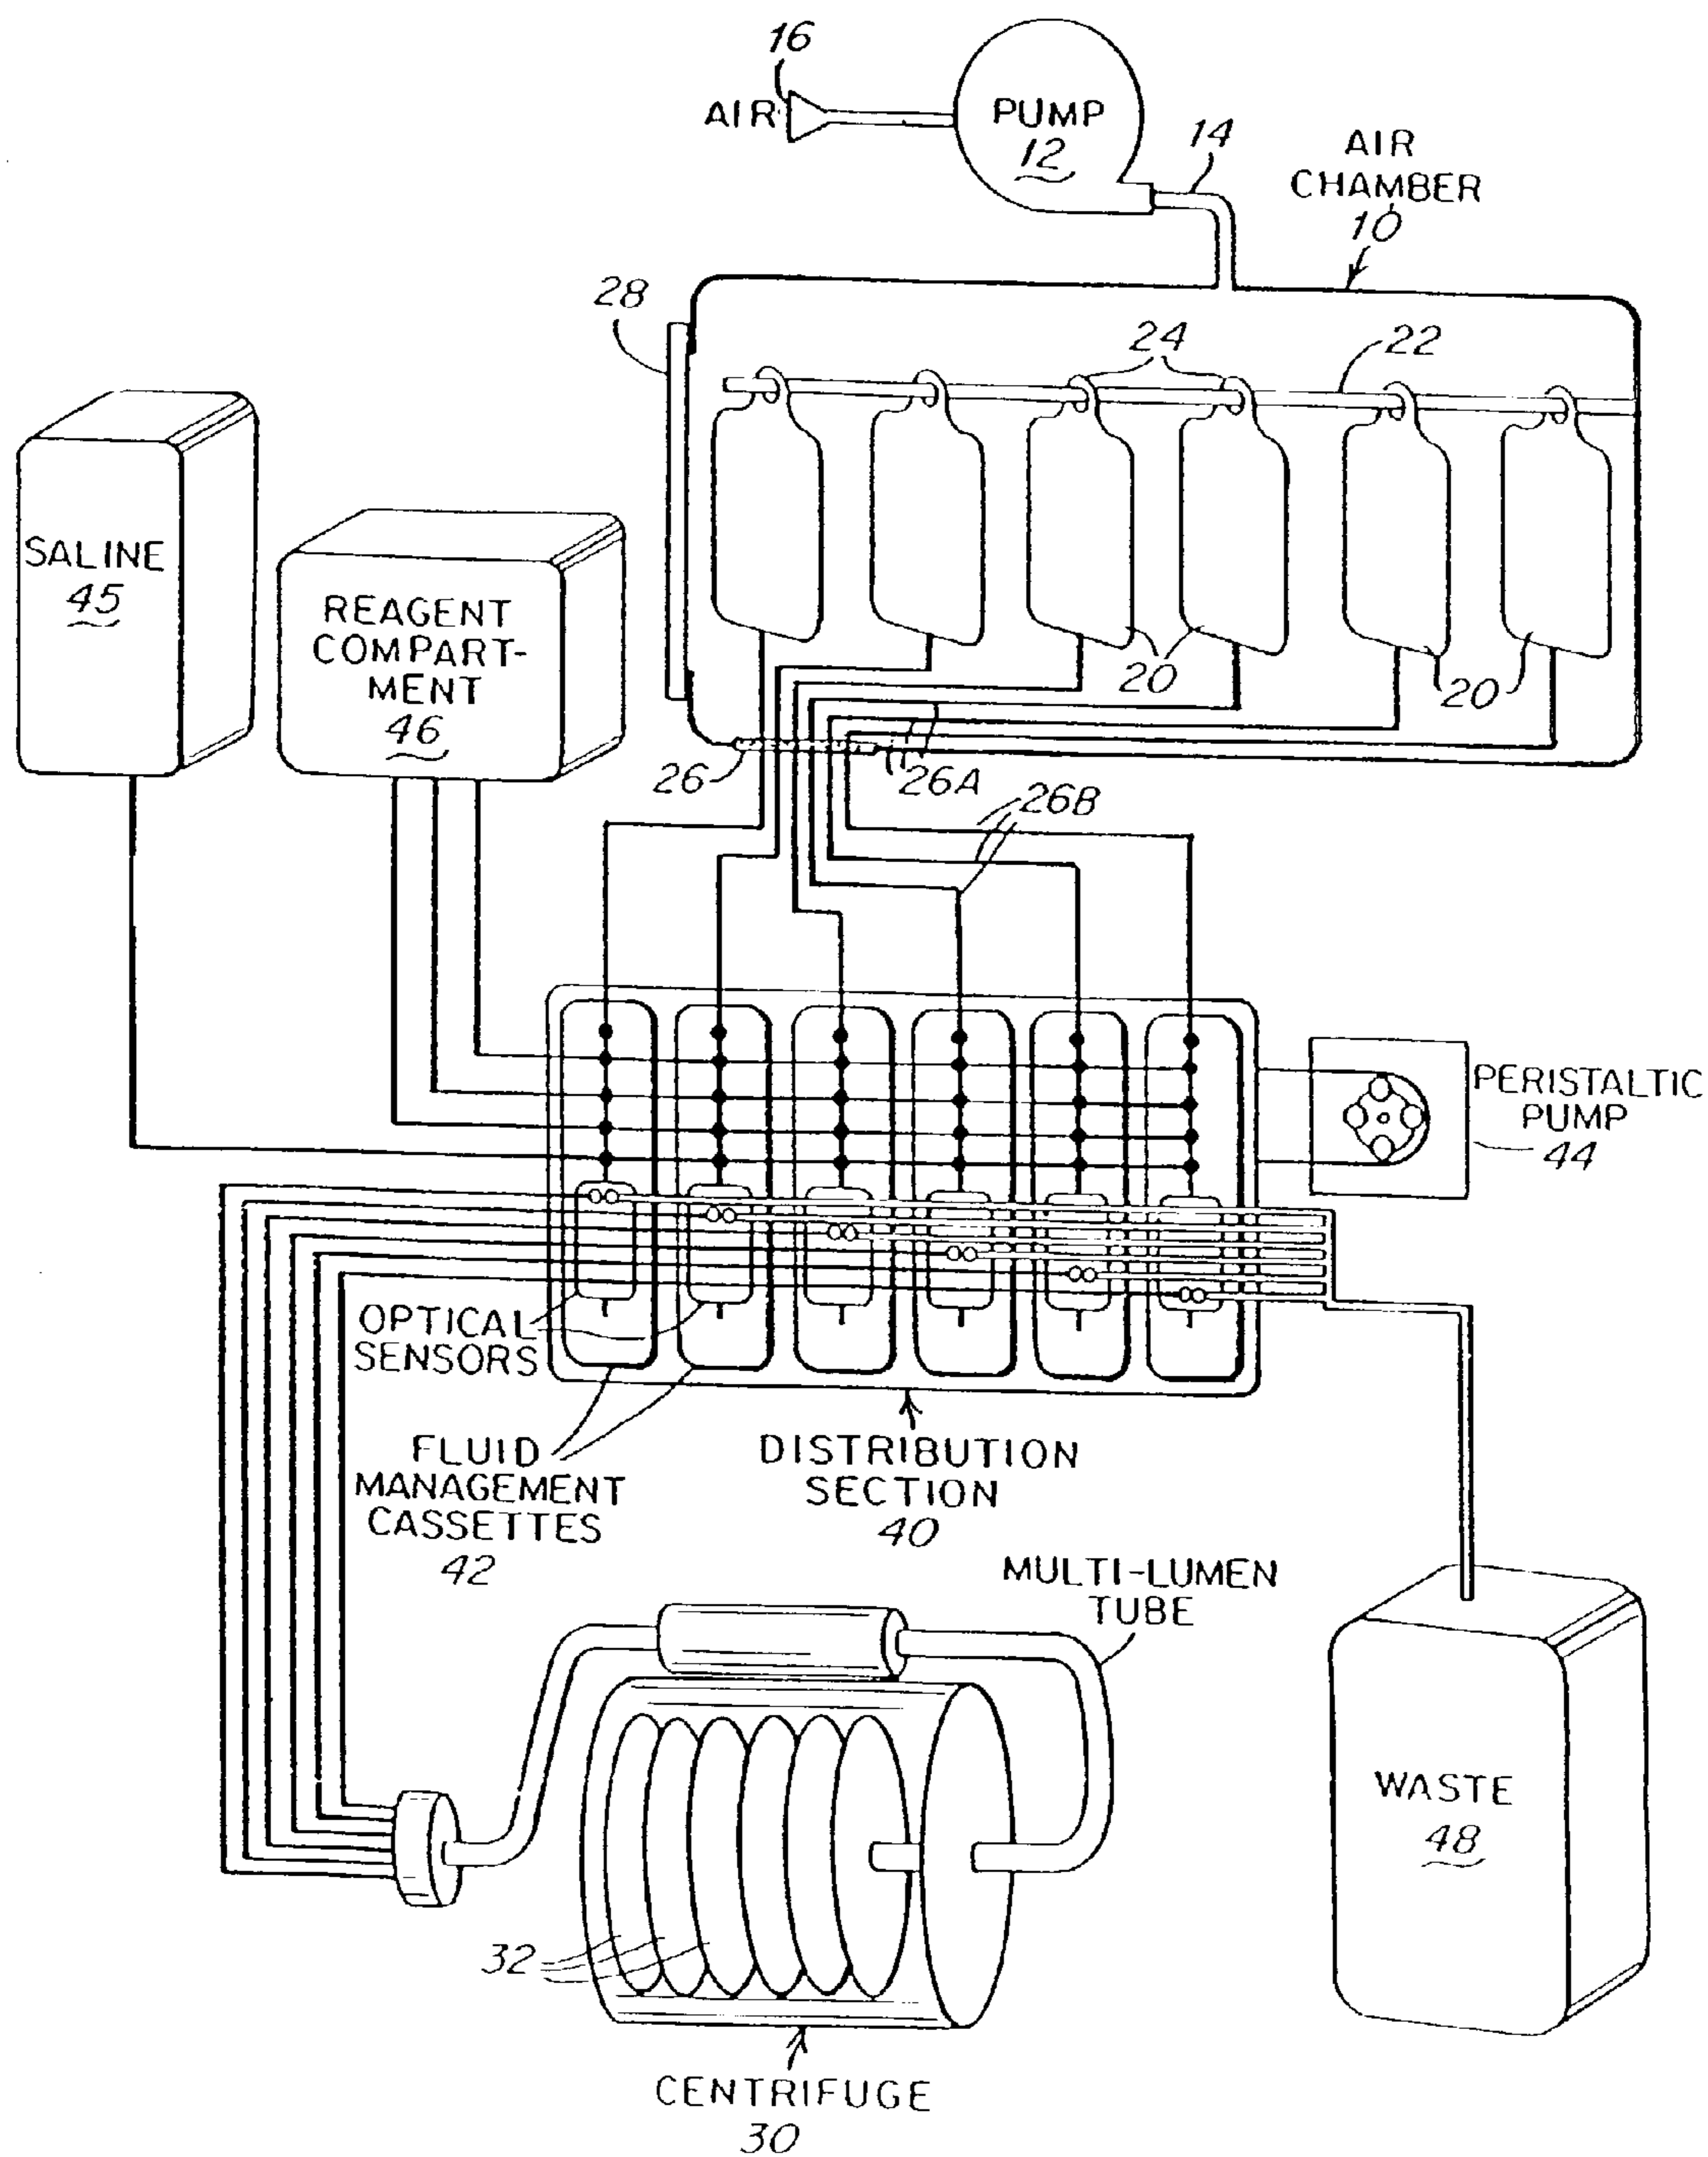 16
AIR
PUMP
12
14
AIR
CHAMBER
10
28
24
22
SALINE
45
REAGENT
COMPART-
MENT
46
20
20
26
26A
26B
PERISTALTIC
PUMP
44
OPTICAL
SENSORS
FLUID
MANAGEMENT
CASSETTES
42
DISTRIBUTION
SECTION
40
MULTI-LUMEN
TUBE
WASTE
48
32
CENTRIFUGE
30